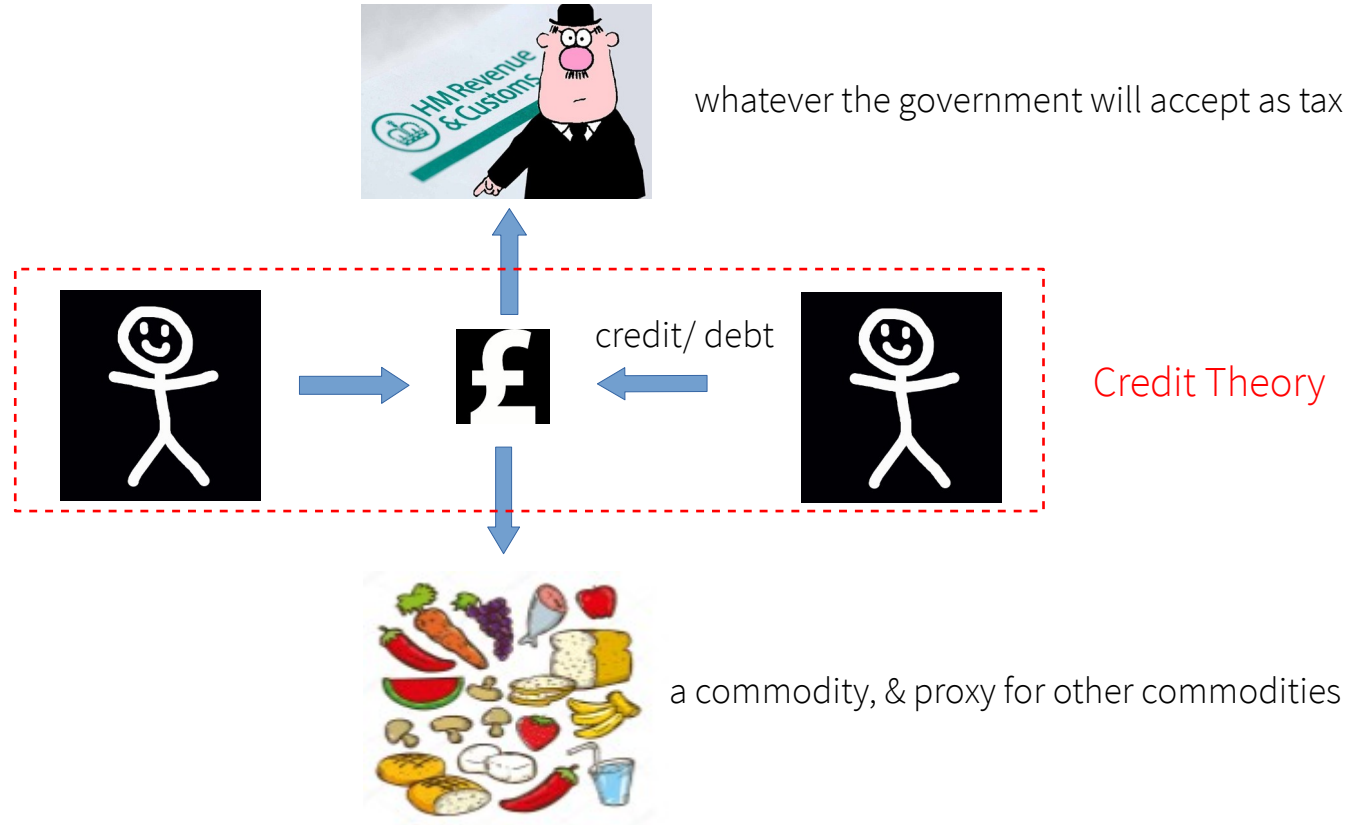 HM Revenue
& Customs
whatever the government will accept as tax
£
credit/ debt
Credit Theory
a commodity, & proxy for other commodities